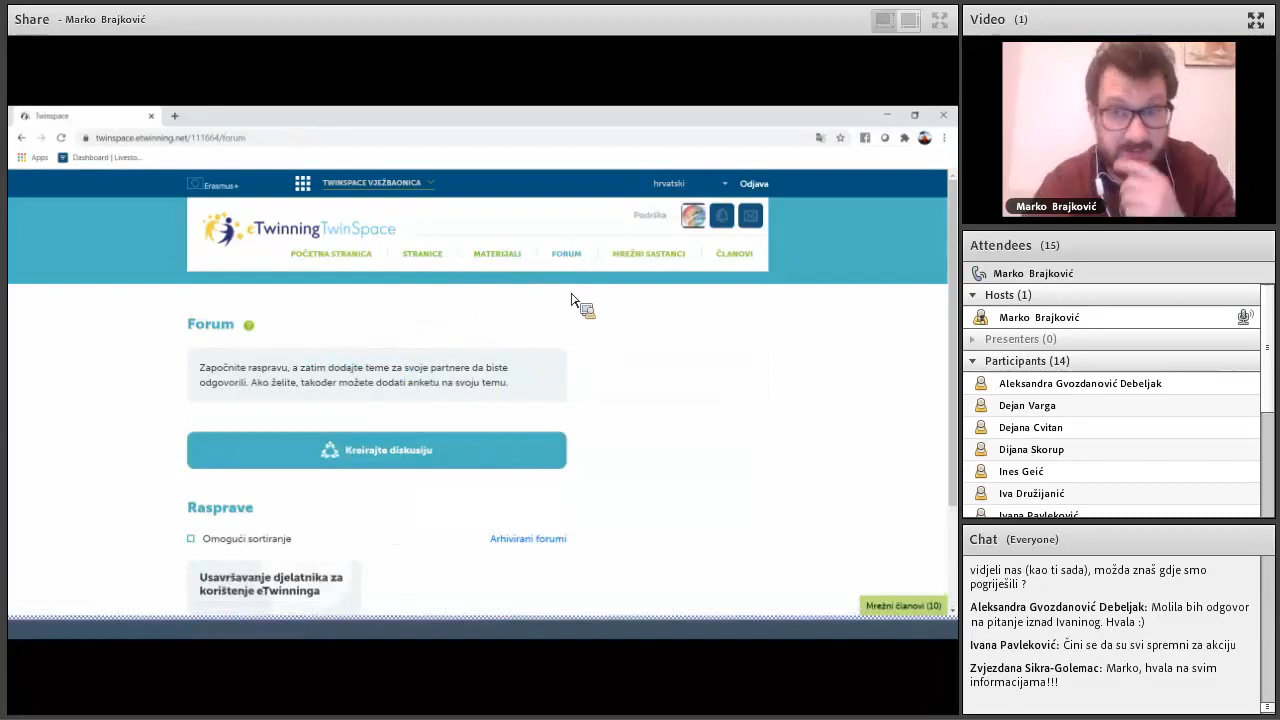 Share - Marko Brajković
Twinspace
twinspace.etwinning.net/111664/forum
Apps Dashboard | Livesto...
Erasmus+ TWINSPACE VJEŽBAONICA hrvatski Odjava
Podrška
eTwinningTwinSpace
POČETNA STRANICA STRANICE MATERIJALI FORUM MREŽNI SASTANCI ČLANOVI
Forum ?
Započnite raspravu, a zatim dodajte teme za svoje partnere da biste
odgovorili. Ako želite, također možete dodati anketu na svoju temu.
Kreirajte diskusiju
Rasprave
Omogući sortiranje Arhivirani forumi
Usavršavanje djelatnika za
korištenje eTwinninga
Mrežni članovi (10)
Video (1)
Marko Brajković
Attendees (15)
Marko Brajković
Hosts (1)
Marko Brajković
Presenters (0)
Participants (14)
Aleksandra Gvozdanović Debeljak
Dejan Varga
Dejana Cvitan
Dijana Skorup
Ines Geić
Iva Družijanić
Ivana Pavleković
Chat (Everyone)
vidjeli nas (kao ti sada), možda znaš gdje smo
pogriješili ?
Aleksandra Gvozdanović Debeljak: Molila bih odgovor
na pitanje iznad Ivaninog. Hvala :)
Ivana Pavleković: Čini se da su svi spremni za akciju
Zvjezdana Sikra-Golemac: Marko, hvala na svim
informacijama!!!